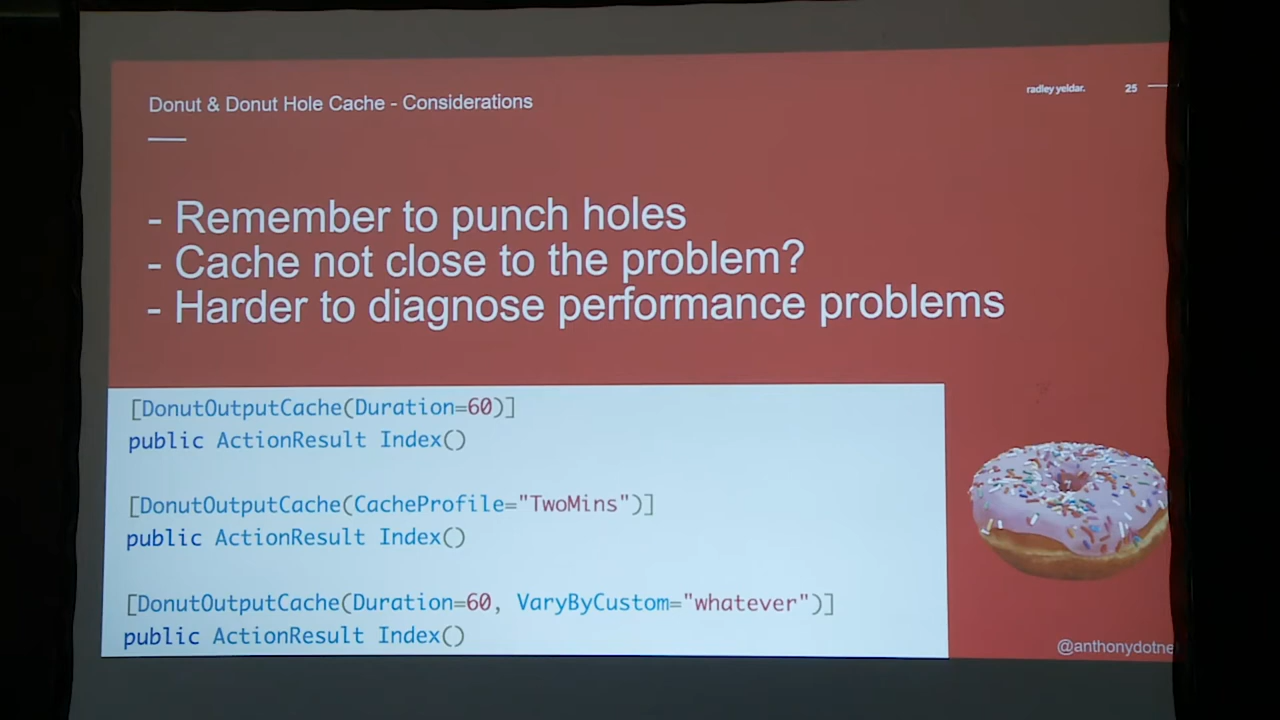 Donut & Donut Hole Cache - Considerations
radley yeldar.
25
- Remember to punch holes
- Cache not close to the problem?
- Harder to diagnose performance problems
[DonutOutputCache(Duration=60)]
public ActionResult Index()
[DonutOutputCache(CacheProfile="TwoMins")]
public ActionResult Index()
[DonutOutputCache(Duration=60, VaryByCustom="whatever")]
public ActionResult Index()
@anthonydotne